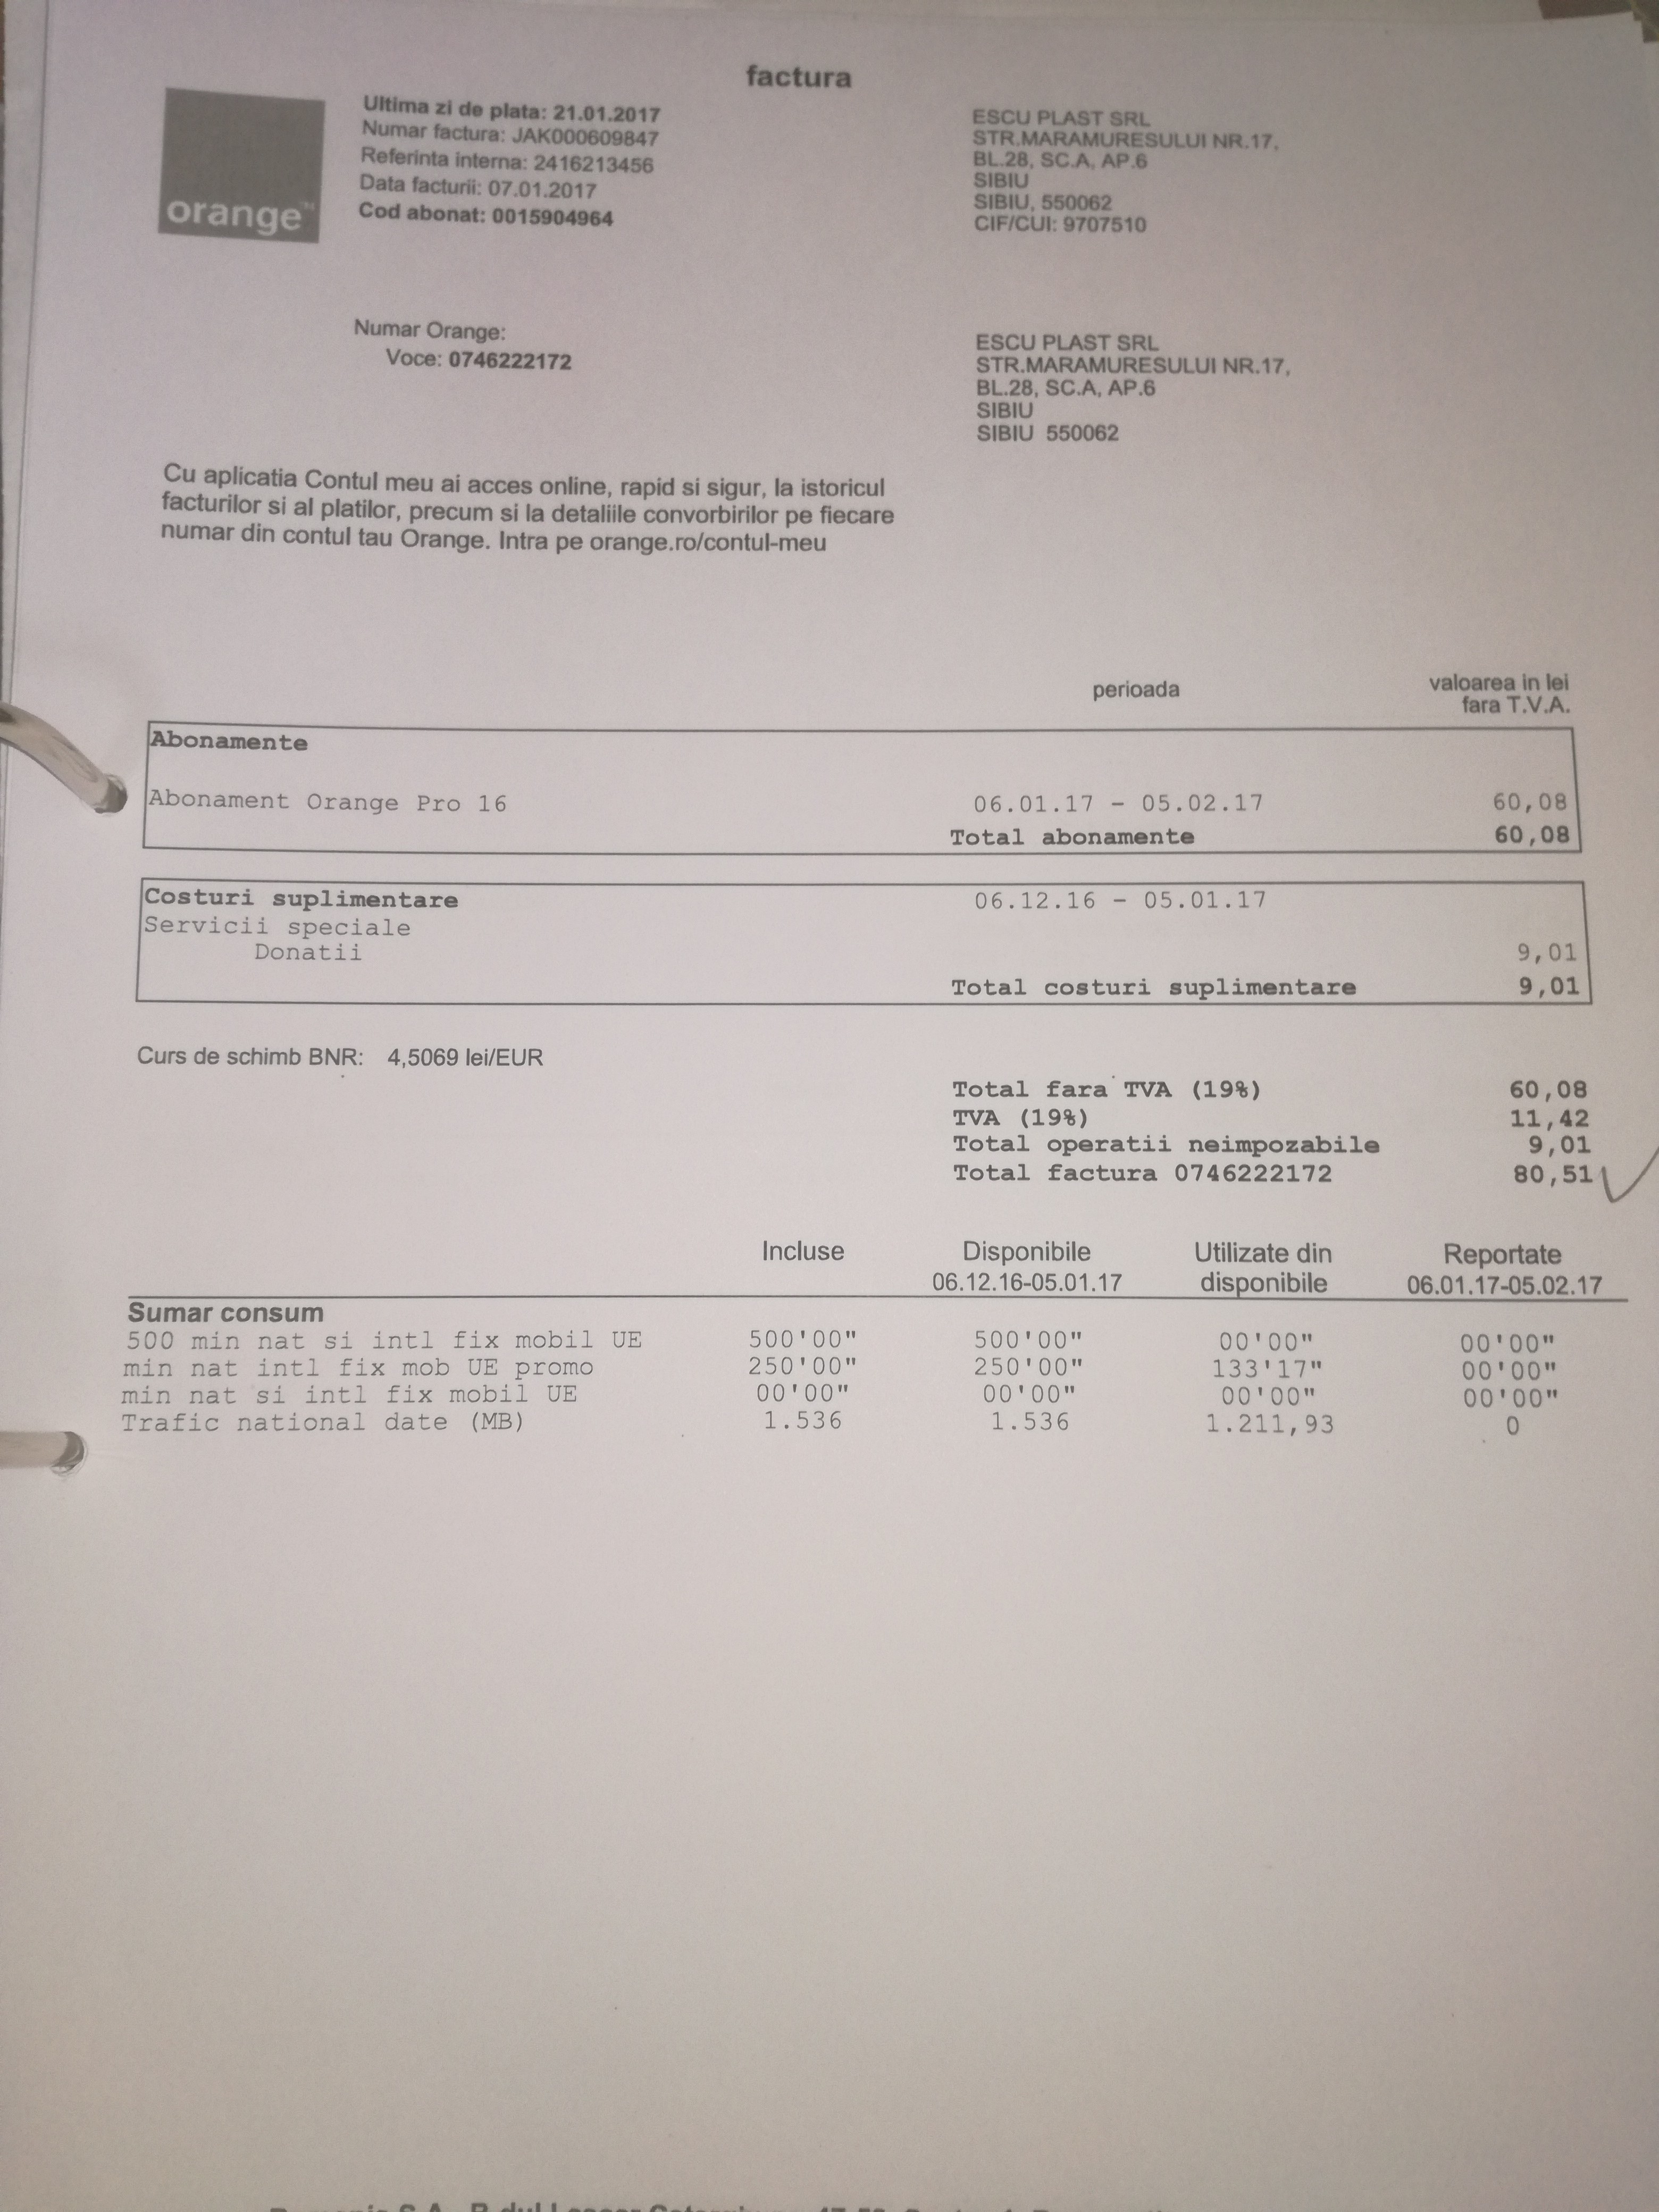 factura
orange™
Ultima zi de plata: 21.01.2017
Numar factura: JAK000609847
Referinta interna: 2416213456
Data facturii: 07.01.2017
Cod abonat: 0015904964
ESCU PLAST SRL
STR.MARAMURESULUI NR.17,
BL.28, SC.A, AP.6
SIBIU
SIBIU, 550062
CIF/CUI: 9707510
Numar Orange:
Voce: 0746222172
ESCU PLAST SRL
STR.MARAMURESULUI NR.17,
BL.28, SC.A, AP.6
SIBIU
SIBIU 550062
Cu aplicatia Contul meu ai acces online, rapid si sigur, la istoricul
facturilor si al platilor, precum si la detaliile convorbirilor pe fiecare
numar din contul tau Orange. Intra pe orange.ro/contul-meu
perioada valoarea in lei
fara T.V.A.
Abonamente
Abonament Orange Pro 16 06.01.17 - 05.02.17 60,08
Total abonamente 60,08
Costuri suplimentare 06.12.16 - 05.01.17
Servicii speciale
Donatii 9,01
Total costuri suplimentare 9,01
Curs de schimb BNR: 4,5069 lei/EUR
Total fara TVA (19%) 60,08
TVA (19%) 11,42
Total operatii neimpozabile 9,01
Total factura 0746222172 80,51
Incluse Disponibile Utilizate din Reportate
06.12.16-05.01.17 disponibile 06.01.17-05.02.17
Sumar consum
500 min nat si intl fix mobil UE 500'00" 500'00" 00'00" 00'00"
min nat intl fix mob UE promo 250'00" 250'00" 133'17" 00'00"
min nat si intl fix mobil UE 00'00" 00'00" 00'00" 00'00"
Trafic national date (MB) 1.536 1.536 1.211,93 0